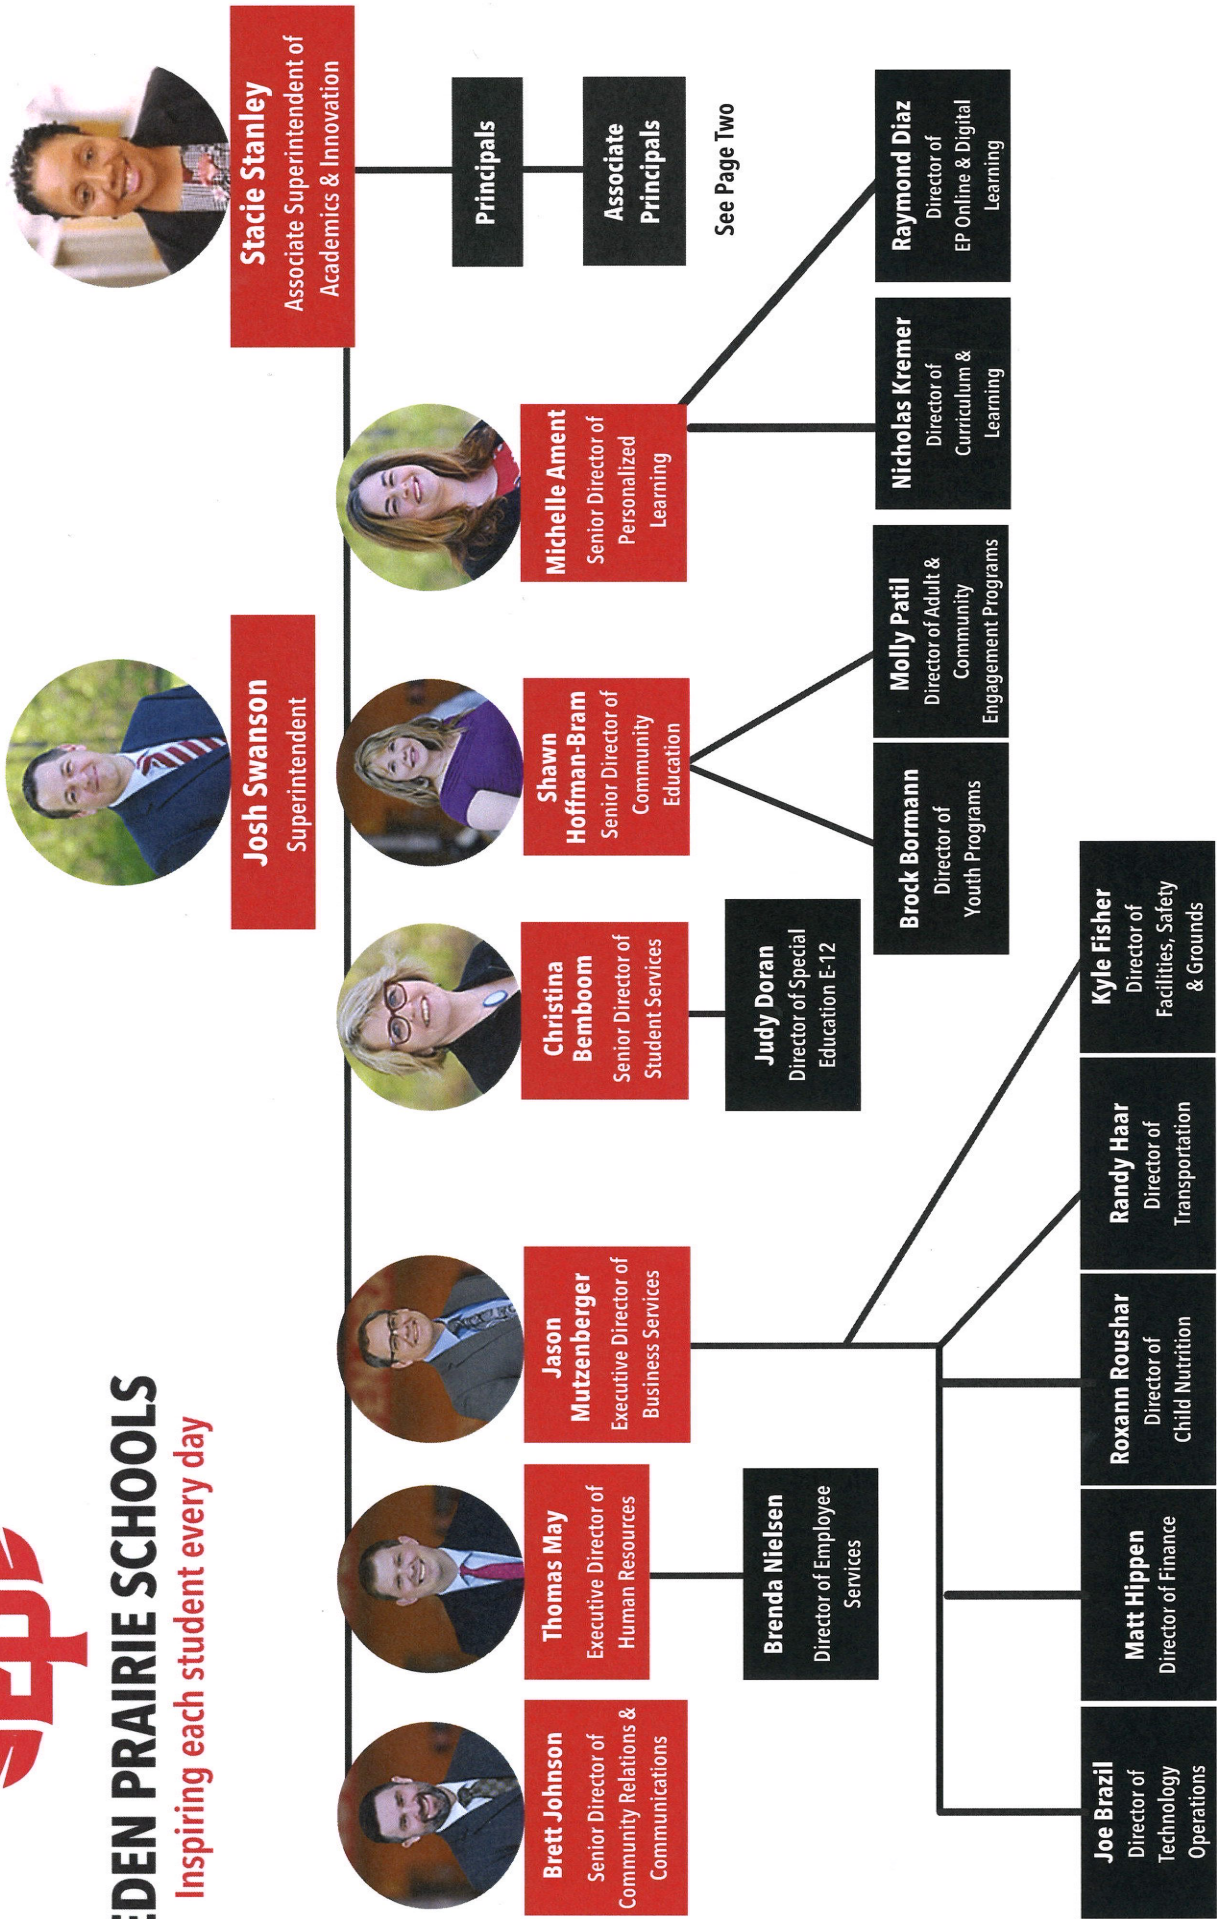 EDEN PRAIRIE SCHOOLS
Inspiring each student every day
Josh Swanson
Superintendent
Stacie Stanley
Associate Superintendent of
Academics & Innovation
Principals
Associate
Principals
See Page Two
Brett Johnson
Senior Director of
Community Relations &
Communications
Thomas May
Executive Director of
Human Resources
Brenda Nielsen
Director of Employee
Services
Jason
Mutzenberger
Executive Director of
Business Services
Christina
Bemboom
Senior Director of
Student Services
Judy Doran
Director of Special
Education E-12
Shawn
Hoffman-Bram
Senior Director of
Community
Education
Michelle Ament
Senior Director of
Personalized
Learning
Brock Bormann
Director of
Youth Programs
Molly Patil
Director of Adult &
Community
Engagement Programs
Nicholas Kremer
Director of
Curriculum &
Learning
Raymond Diaz
Director of
EP Online & Digital
Learning
Joe Brazil
Director of
Technology
Operations
Matt Hippen
Director of Finance
Roxann Roushar
Director of
Child Nutrition
Randy Haar
Director of
Transportation
Kyle Fisher
Director of
Facilities, Safety
& Grounds